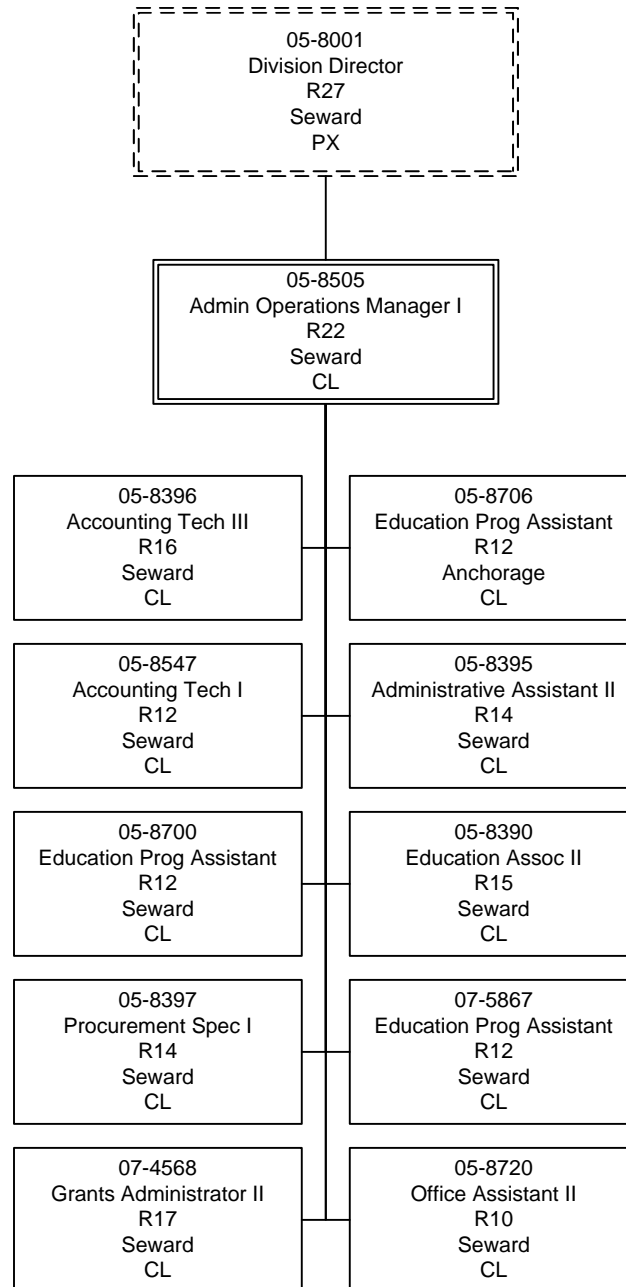 05-8001
Division Director
R27
Seward
PX
05-8505
Admin Operations Manager I
R22
Seward
CL
05-8396
Accounting Tech III
R16
Seward
CL
05-8706
Education Prog Assistant
R12
Anchorage
CL
05-8547
Accounting Tech I
R12
Seward
CL
05-8395
Administrative Assistant II
R14
Seward
CL
05-8700
Education Prog Assistant
R12
Seward
CL
05-8390
Education Assoc II
R15
Seward
CL
05-8397
Procurement Spec I
R14
Seward
CL
07-5867
Education Prog Assistant
R12
Seward
CL
07-4568
Grants Administrator II
R17
Seward
CL
05-8720
Office Assistant II
R10
Seward
CL